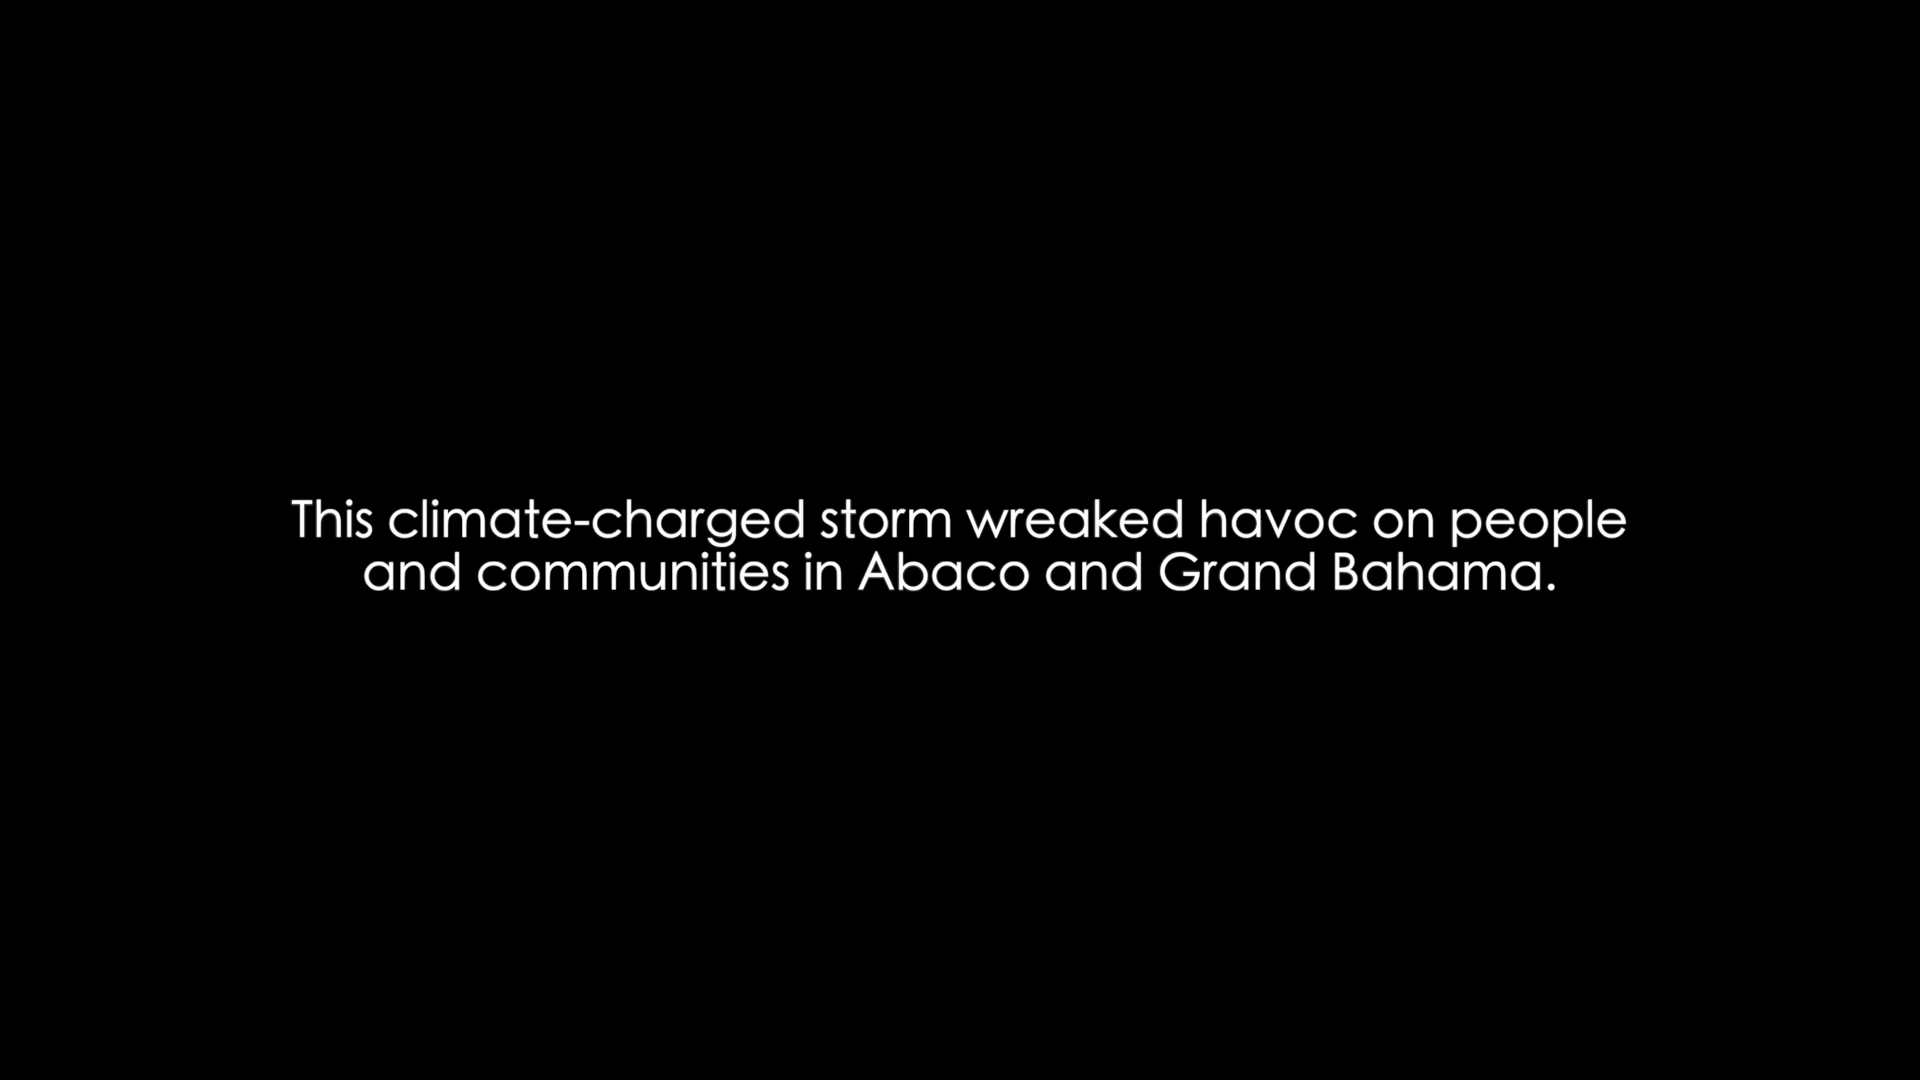 This climate-charged storm wreaked havoc on people
and communities in Abaco and Grand Bahama.